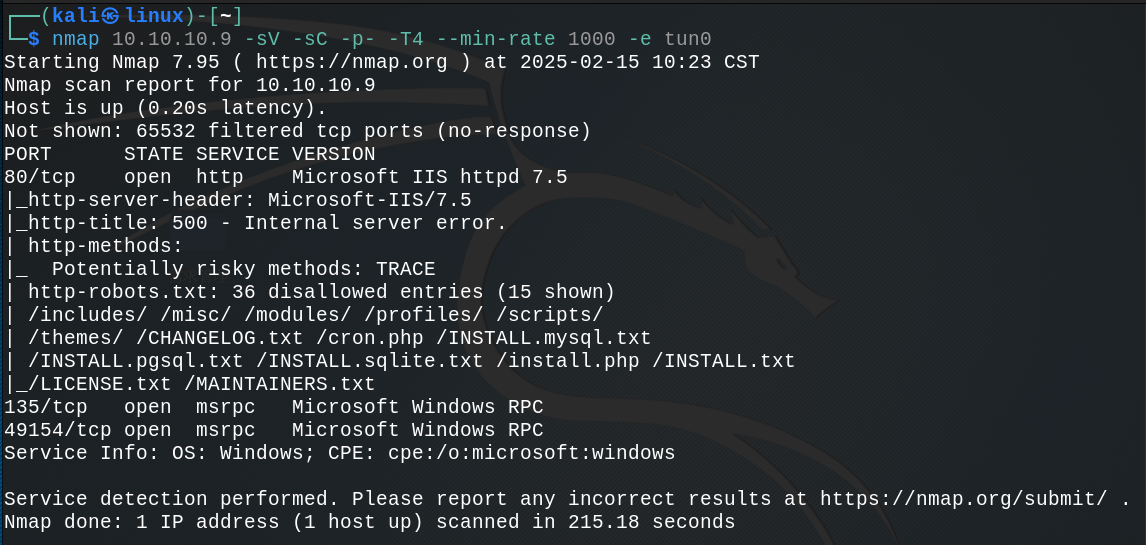 ┌──(kali㉿linux)-[~]
└─$ nmap 10.10.10.9 -sV -sC -p- -T4 --min-rate 1000 -e tun0
Starting Nmap 7.95 ( https://nmap.org ) at 2025-02-15 10:23 CST
Nmap scan report for 10.10.10.9
Host is up (0.20s latency).
Not shown: 65532 filtered tcp ports (no-response)
PORT      STATE SERVICE VERSION
80/tcp    open  http    Microsoft IIS httpd 7.5
|_http-server-header: Microsoft-IIS/7.5
|_http-title: 500 - Internal server error.
| http-methods:
|_  Potentially risky methods: TRACE
| http-robots.txt: 36 disallowed entries (15 shown)
| /includes/ /misc/ /modules/ /profiles/ /scripts/
| /themes/ /CHANGELOG.txt /cron.php /INSTALL.mysql.txt
| /INSTALL.pgsql.txt /INSTALL.sqlite.txt /install.php /INSTALL.txt
|_/LICENSE.txt /MAINTAINERS.txt
135/tcp   open  msrpc   Microsoft Windows RPC
49154/tcp open  msrpc   Microsoft Windows RPC
Service Info: OS: Windows; CPE: cpe:/o:microsoft:windows

Service detection performed. Please report any incorrect results at https://nmap.org/submit/ .
Nmap done: 1 IP address (1 host up) scanned in 215.18 seconds